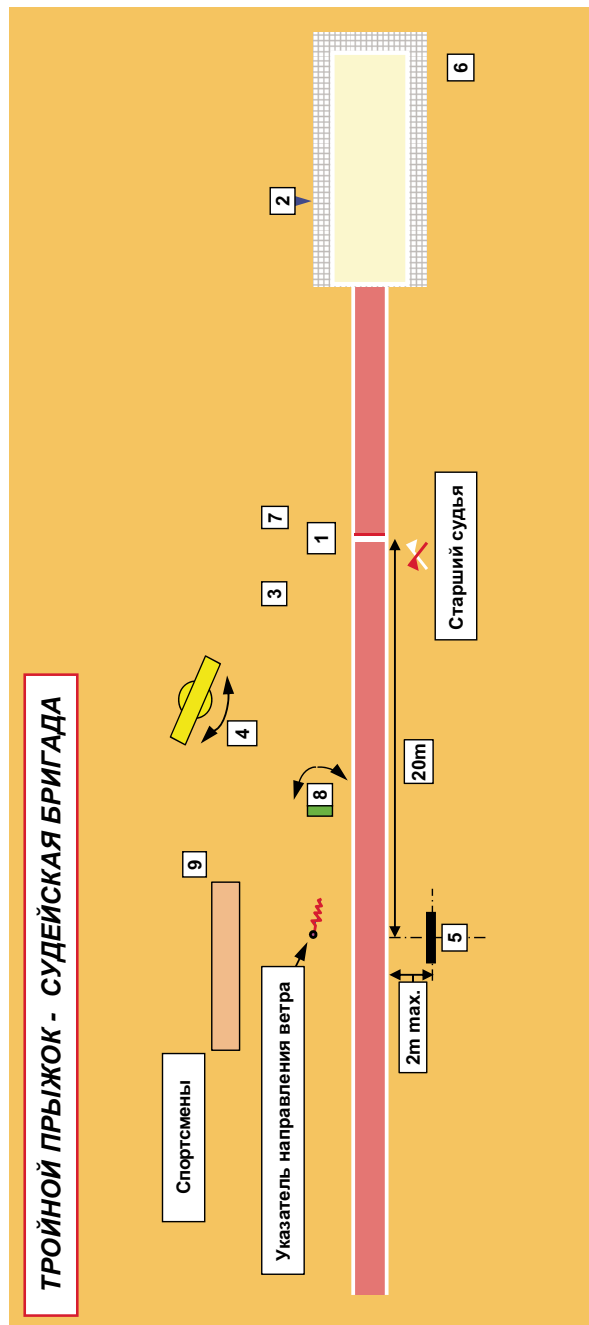 ТРОЙНОЙ ПРЫЖОК - СУДЕЙСКАЯ БРИГАДА
Спортсмены
9
4
3
7
2
Указатель направления ветра
8
1
20m
2m max.
5
Старший судья
6